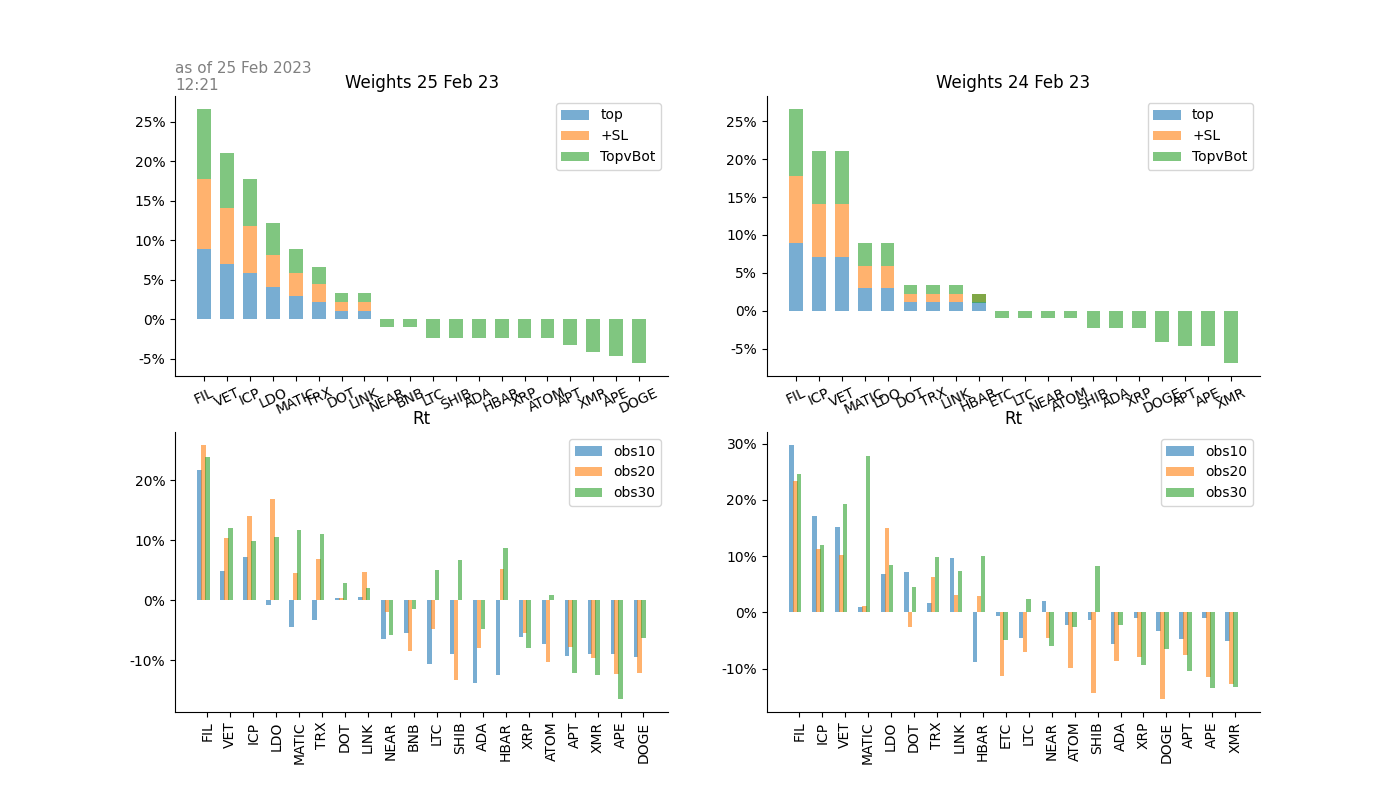 as of 25 Feb 2023
12:21
Weights 25 Feb 23
top
+SL
TopvBot
25%
20%
15%
10%
5%
0%
-5%
FIL VET ICP LDO MATIC TRX DOT LINK NEAR BNB LTC SHIB ADA HBAR XRP ATOM APT XMR APE DOGE
Weights 24 Feb 23
top
+SL
TopvBot
25%
20%
15%
10%
5%
0%
-5%
FIL ICP VET MATIC LDO DOT TRX LINK HBAR ETC LTC NEAR ATOM SHIB ADA XRP DOGE APT APE XMR
Rt
obs10
obs20
obs30
20%
10%
0%
-10%
FIL VET ICP LDO MATIC TRX DOT LINK NEAR BNB LTC SHIB ADA HBAR XRP ATOM APT XMR APE DOGE
Rt
obs10
obs20
obs30
30%
20%
10%
0%
-10%
FIL ICP VET MATIC LDO DOT TRX LINK HBAR ETC LTC NEAR ATOM SHIB ADA XRP DOGE APT APE XMR